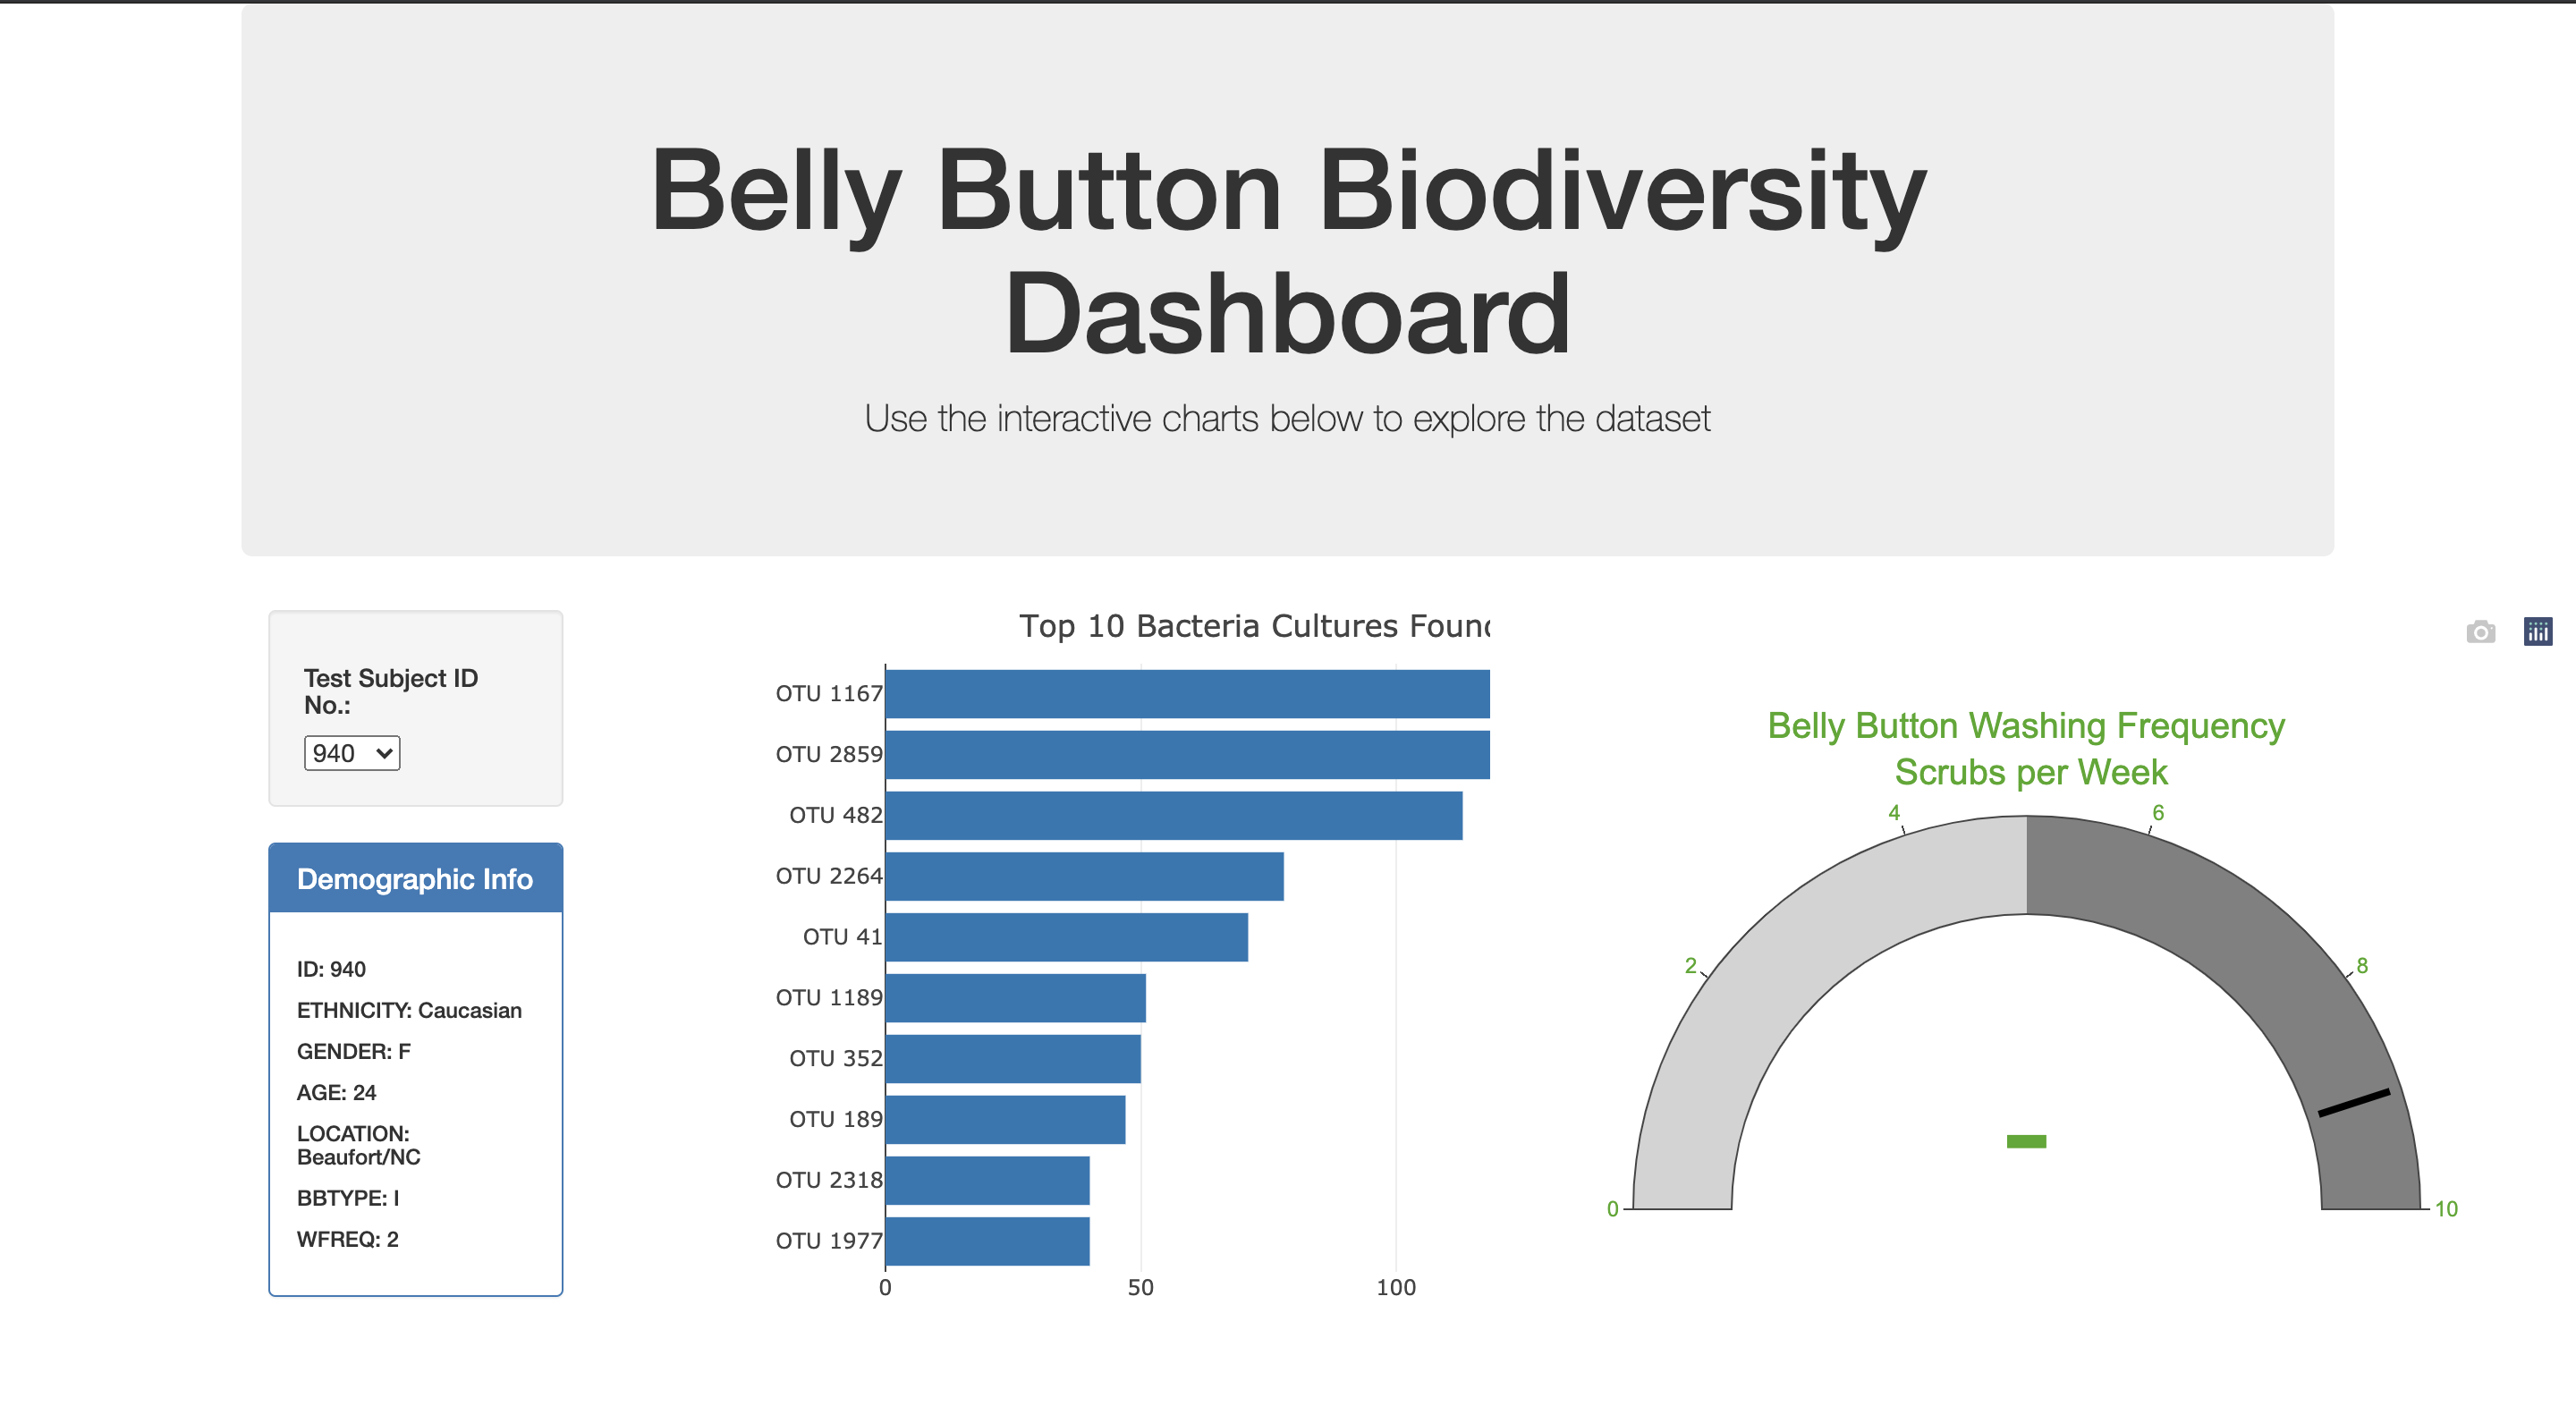 Belly Button Biodiversity
Dashboard
Use the interactive charts below to explore the dataset
Test Subject ID
No.:
940
Demographic Info
ID: 940
ETHNICITY: Caucasian
GENDER: F
AGE: 24
LOCATION:
Beaufort/NC
BBTYPE: I
WFREQ: 2
Top 10 Bacteria Cultures Found
OTU 1167
OTU 2859
OTU 482
OTU 2264
OTU 41
OTU 1189
OTU 352
OTU 189
OTU 2318
OTU 1977
0 50 100
Belly Button Washing Frequency
Scrubs per Week
4 6
2 8
0 10